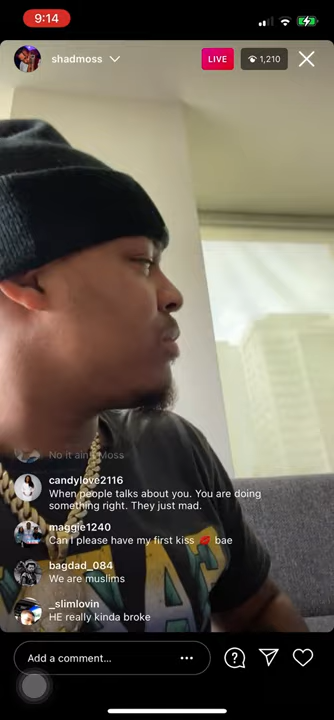 9:14
shadmoss
LIVE
1,210
No it ain Moss
candylove2116
When people talks about you. You are doing
something right. They just mad.
maggie1240
Can I please have my first kiss 💋 bae
bagdad_084
We are muslims
_slimlovin
HE really kinda broke
Add a comment...